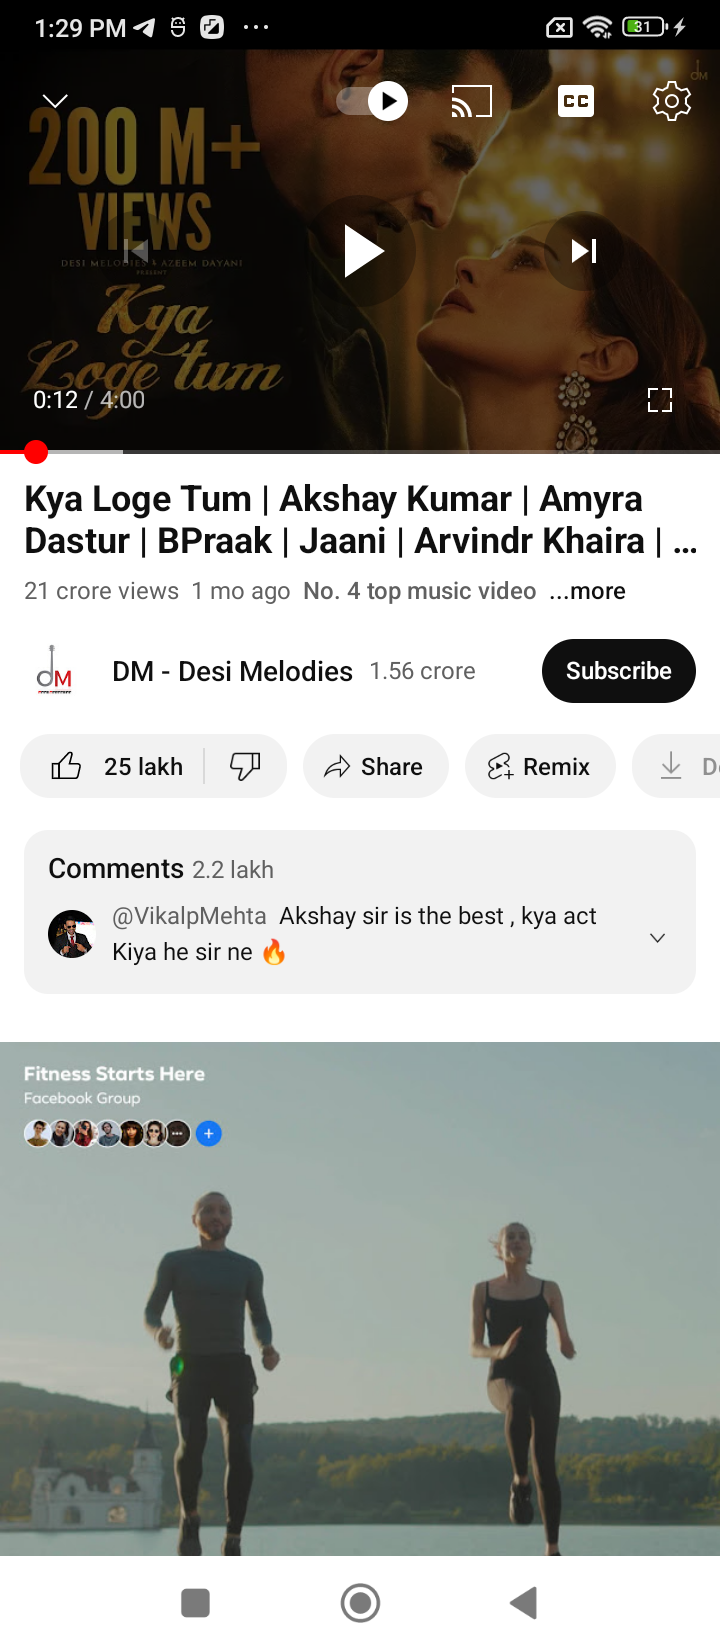 1:29 PM
31
200 M+
VIEWS
DESI MELODIES & AZEEM DAYANI
PRESENT
Kya
Loge tum
dM
CC
0:12 / 4:00
Kya Loge Tum | Akshay Kumar | Amyra
Dastur | BPraak | Jaani | Arvindr Khaira | ...
21 crore views 1 mo ago No. 4 top music video ...more
dM
DM - Desi Melodies 1.56 crore Subscribe
25 lakh Share Remix
Comments 2.2 lakh
@VikalpMehta Akshay sir is the best , kya act
Kiya he sir ne 🔥
Fitness Starts Here
Facebook Group